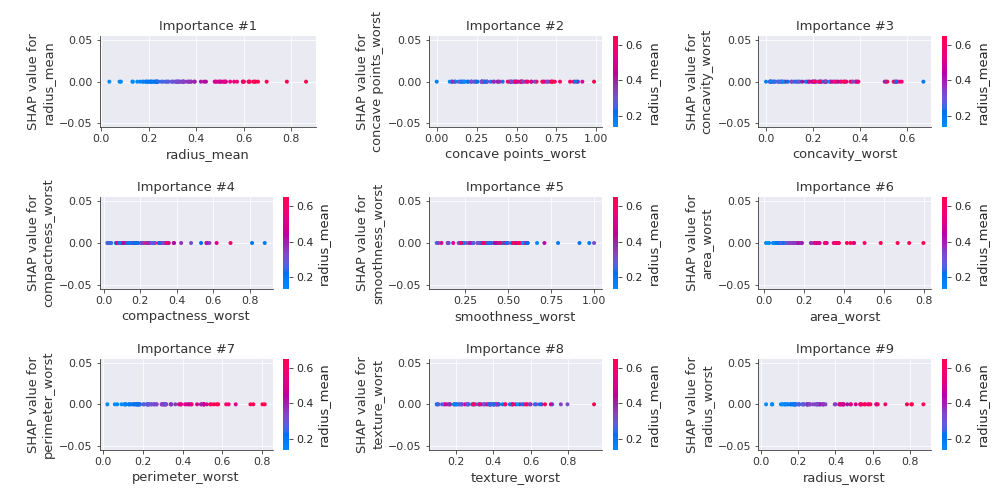 Importance #1
SHAP value for
radius_mean
0.05
0.00
−0.05
0.0
0.2
0.4
0.6
0.8
radius_mean
Importance #2
SHAP value for
concave points_worst
0.05
0.00
−0.05
0.00
0.25
0.50
0.75
1.00
concave points_worst
0.6
0.4
0.2
radius_mean
Importance #3
SHAP value for
concavity_worst
0.05
0.00
−0.05
0.0
0.2
0.4
0.6
concavity_worst
0.6
0.4
0.2
radius_mean
Importance #4
SHAP value for
compactness_worst
0.05
0.00
−0.05
0.0
0.2
0.4
0.6
0.8
compactness_worst
0.6
0.4
0.2
radius_mean
Importance #5
SHAP value for
smoothness_worst
0.05
0.00
−0.05
0.25
0.50
0.75
1.00
smoothness_worst
0.6
0.4
0.2
radius_mean
Importance #6
SHAP value for
area_worst
0.05
0.00
−0.05
0.0
0.2
0.4
0.6
0.8
area_worst
0.6
0.4
0.2
radius_mean
Importance #7
SHAP value for
perimeter_worst
0.05
0.00
−0.05
0.0
0.2
0.4
0.6
0.8
perimeter_worst
0.6
0.4
0.2
radius_mean
Importance #8
SHAP value for
texture_worst
0.05
0.00
−0.05
0.2
0.4
0.6
0.8
texture_worst
0.6
0.4
0.2
radius_mean
Importance #9
SHAP value for
radius_worst
0.05
0.00
−0.05
0.0
0.2
0.4
0.6
0.8
radius_worst
0.6
0.4
0.2
radius_mean